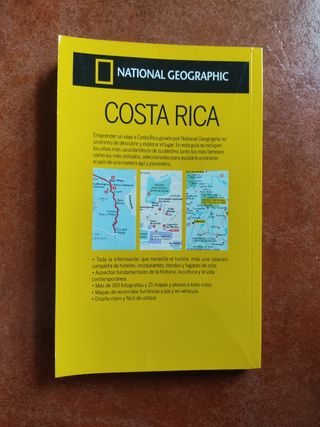 NATIONAL GEOGRAPHIC
COSTA RICA
Emprender un viaje a Costa Rica guiado por National Geographic es
sinónimo de descubrir y explorar el lugar. En esta guía se incluyen
los sitios más característicos de su destino, tanto los más famosos
como los más visitados, seleccionados para ayudarle a conocer
el país de una manera ágil y placentera.
• Toda la información que necesita el turista, más una relación
completa de hoteles, restaurantes, tiendas y lugares de ocio.
• Aspectos fundamentales de la historia, la cultura y la vida
contemporánea.
• Más de 160 fotografías y 21 mapas y planos a todo color.
• Mapas de recorridos turísticos a pie y en vehículo.
• Diseño claro y fácil de utilizar.